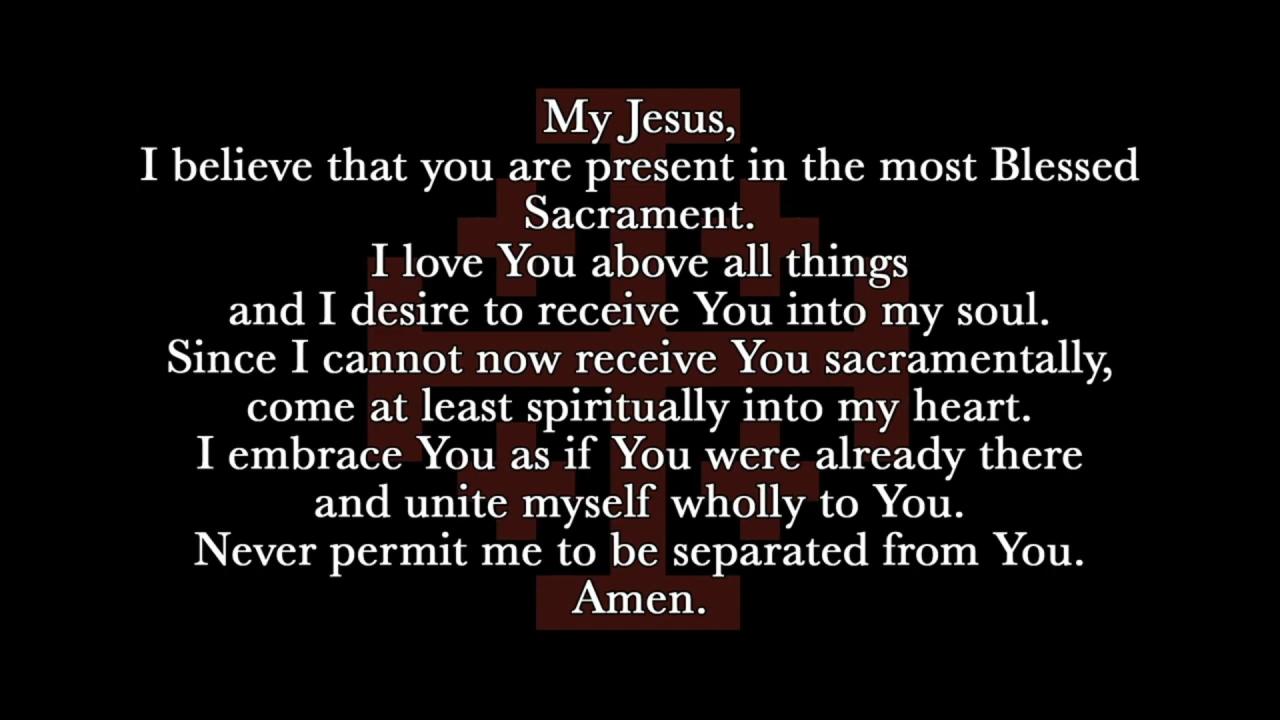 My Jesus,
I believe that you are present in the most Blessed
Sacrament.
I love You above all things
and I desire to receive You into my soul.
Since I cannot now receive You sacramentally,
come at least spiritually into my heart.
I embrace You as if You were already there
and unite myself wholly to You.
Never permit me to be separated from You.
Amen.